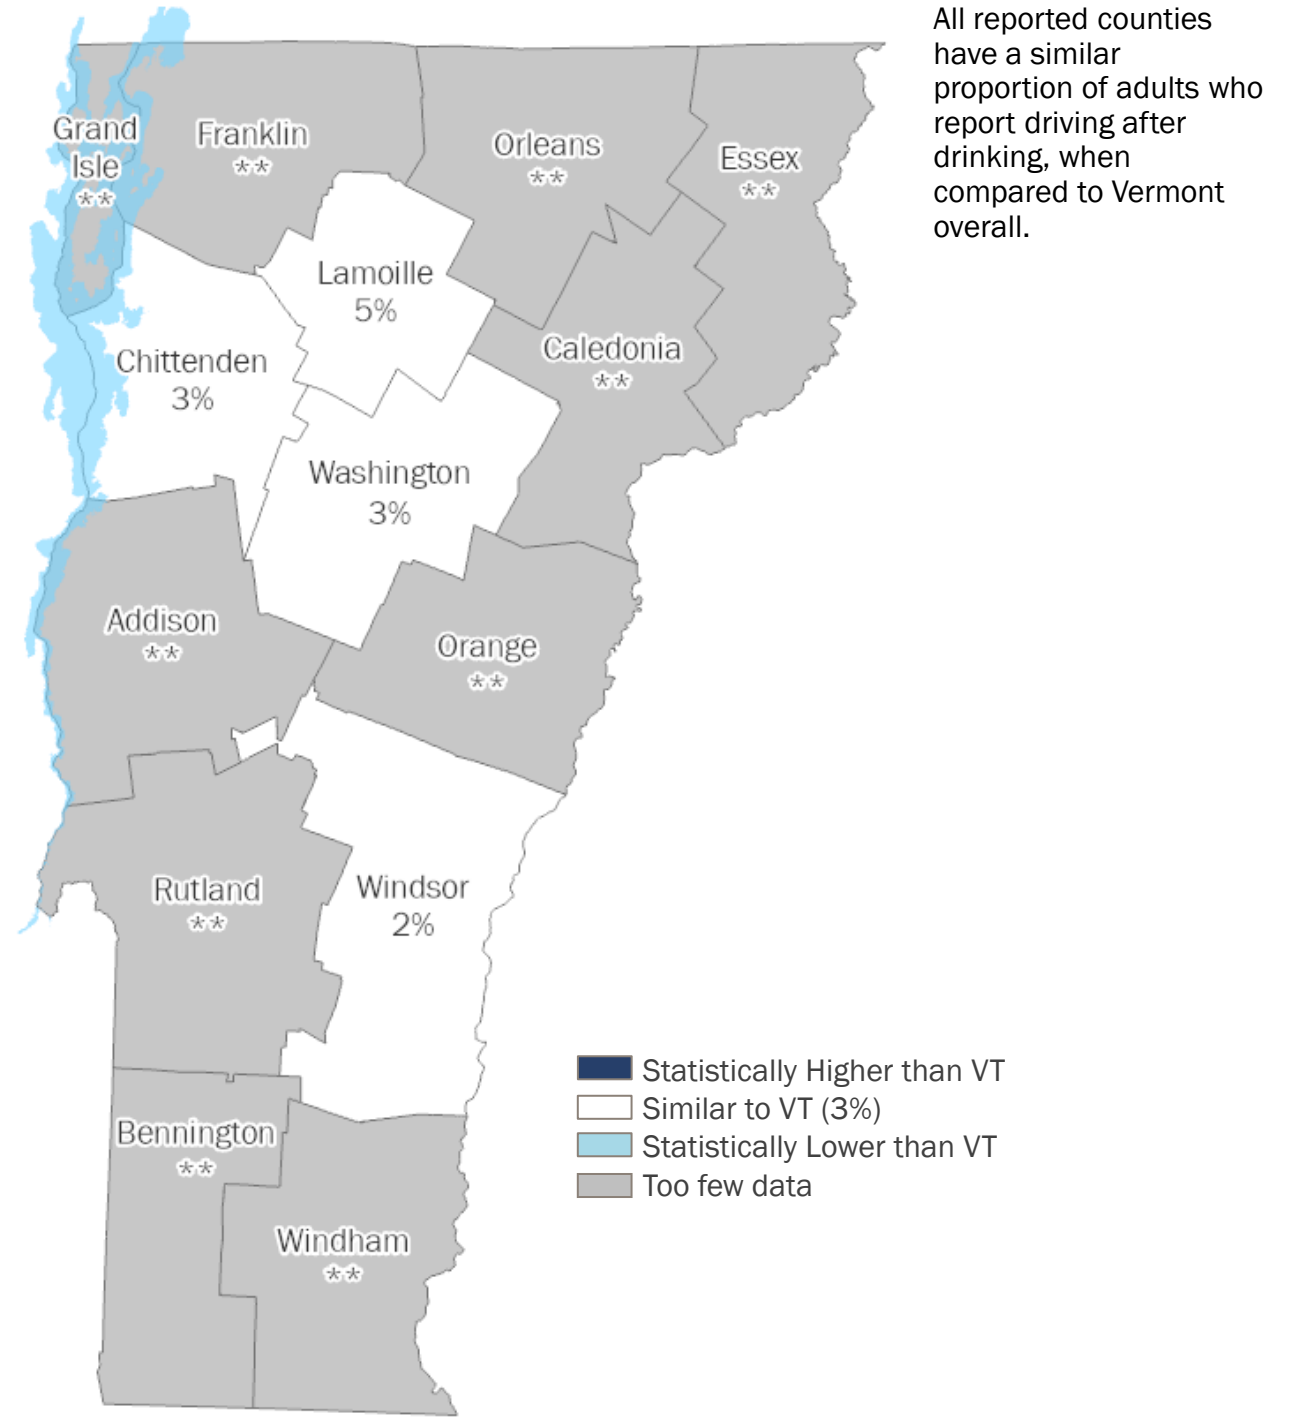 All reported counties
have a similar
proportion of adults who
report driving after
drinking, when
compared to Vermont
overall.
Grand
Isle
**
Franklin
**
Orleans
**
Essex
**
Lamoille
5%
Chittenden
3%
Caledonia
**
Washington
3%
Addison
**
Orange
**
Rutland
**
Windsor
2%
Bennington
**
Windham
**
Statistically Higher than VT
Similar to VT (3%)
Statistically Lower than VT
Too few data